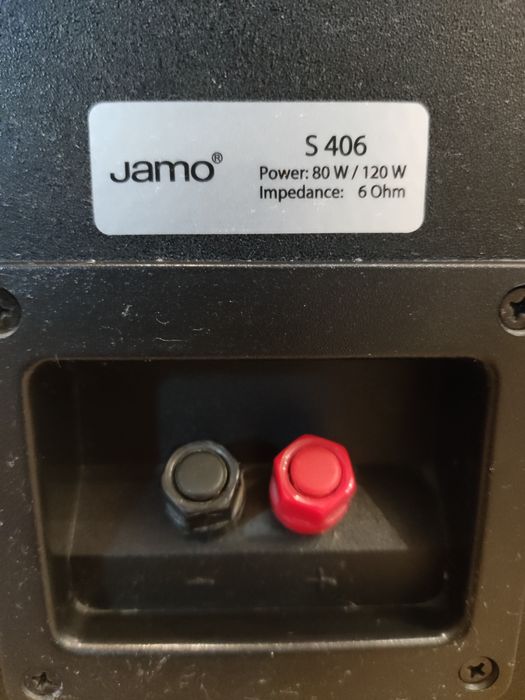 Jamo®
S 406
Power: 80 W / 120 W
Impedance: 6 Ohm
- +